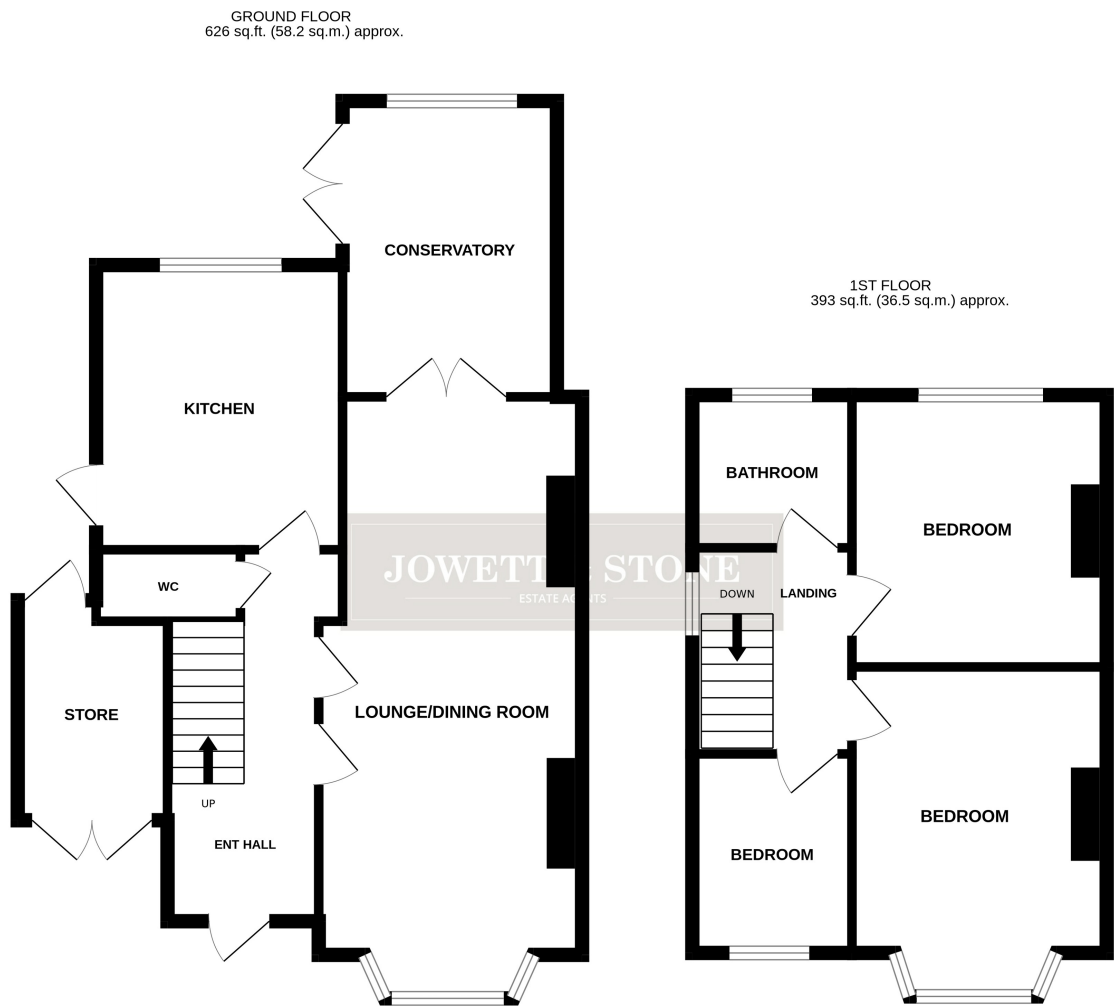 GROUND FLOOR
626 sq.ft. (58.2 sq.m.) approx.
CONSERVATORY
KITCHEN
WC
STORE
UP
ENT HALL
LOUNGE/DINING ROOM
JOWETT & STONE
ESTATE AGENTS
1ST FLOOR
393 sq.ft. (36.5 sq.m.) approx.
BATHROOM
BEDROOM
DOWN
LANDING
BEDROOM
BEDROOM